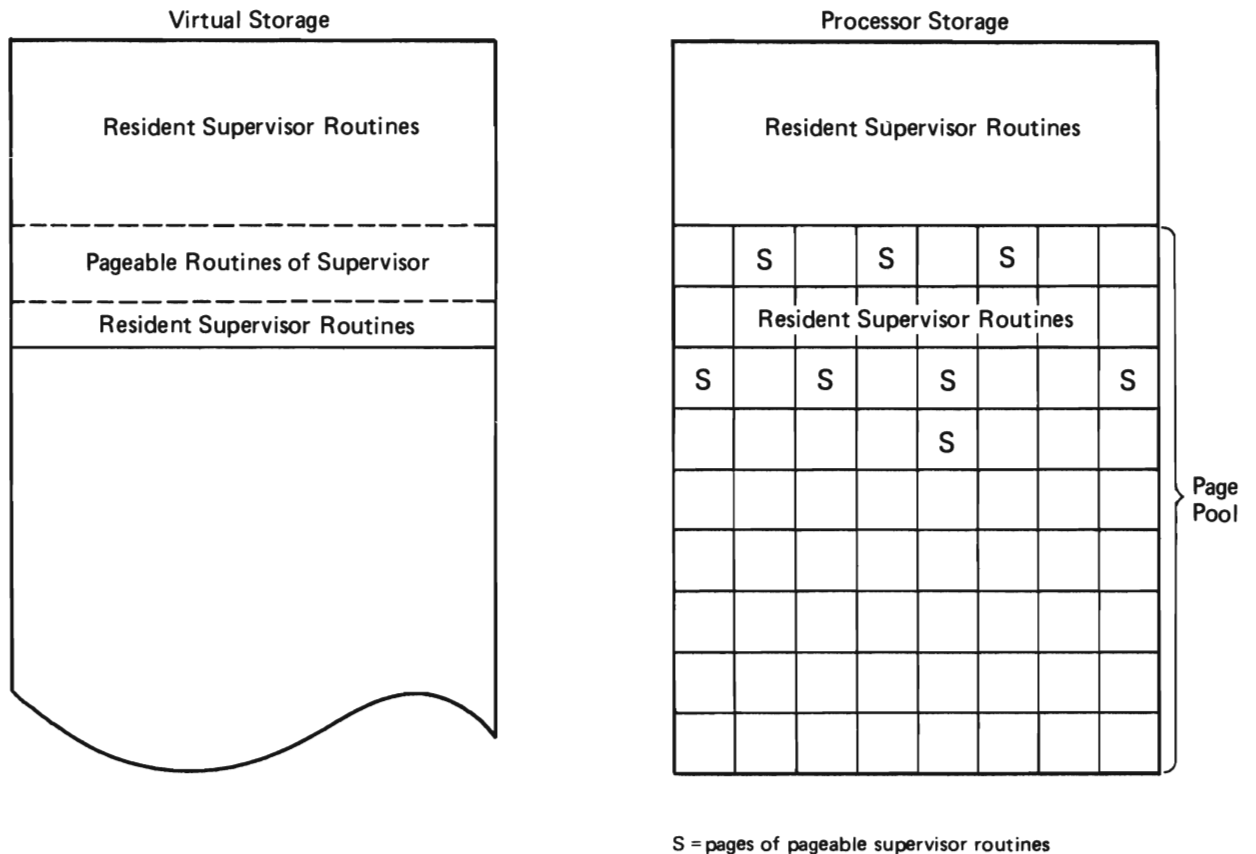 Virtual Storage
Processor Storage
Resident Supervisor Routines
Resident Supervisor Routines
Pageable Routines of Supervisor
Resident Supervisor Routines
S S S
Resident Supervisor Routines
S S S S
S
Page
Pool
S = pages of pageable supervisor routines